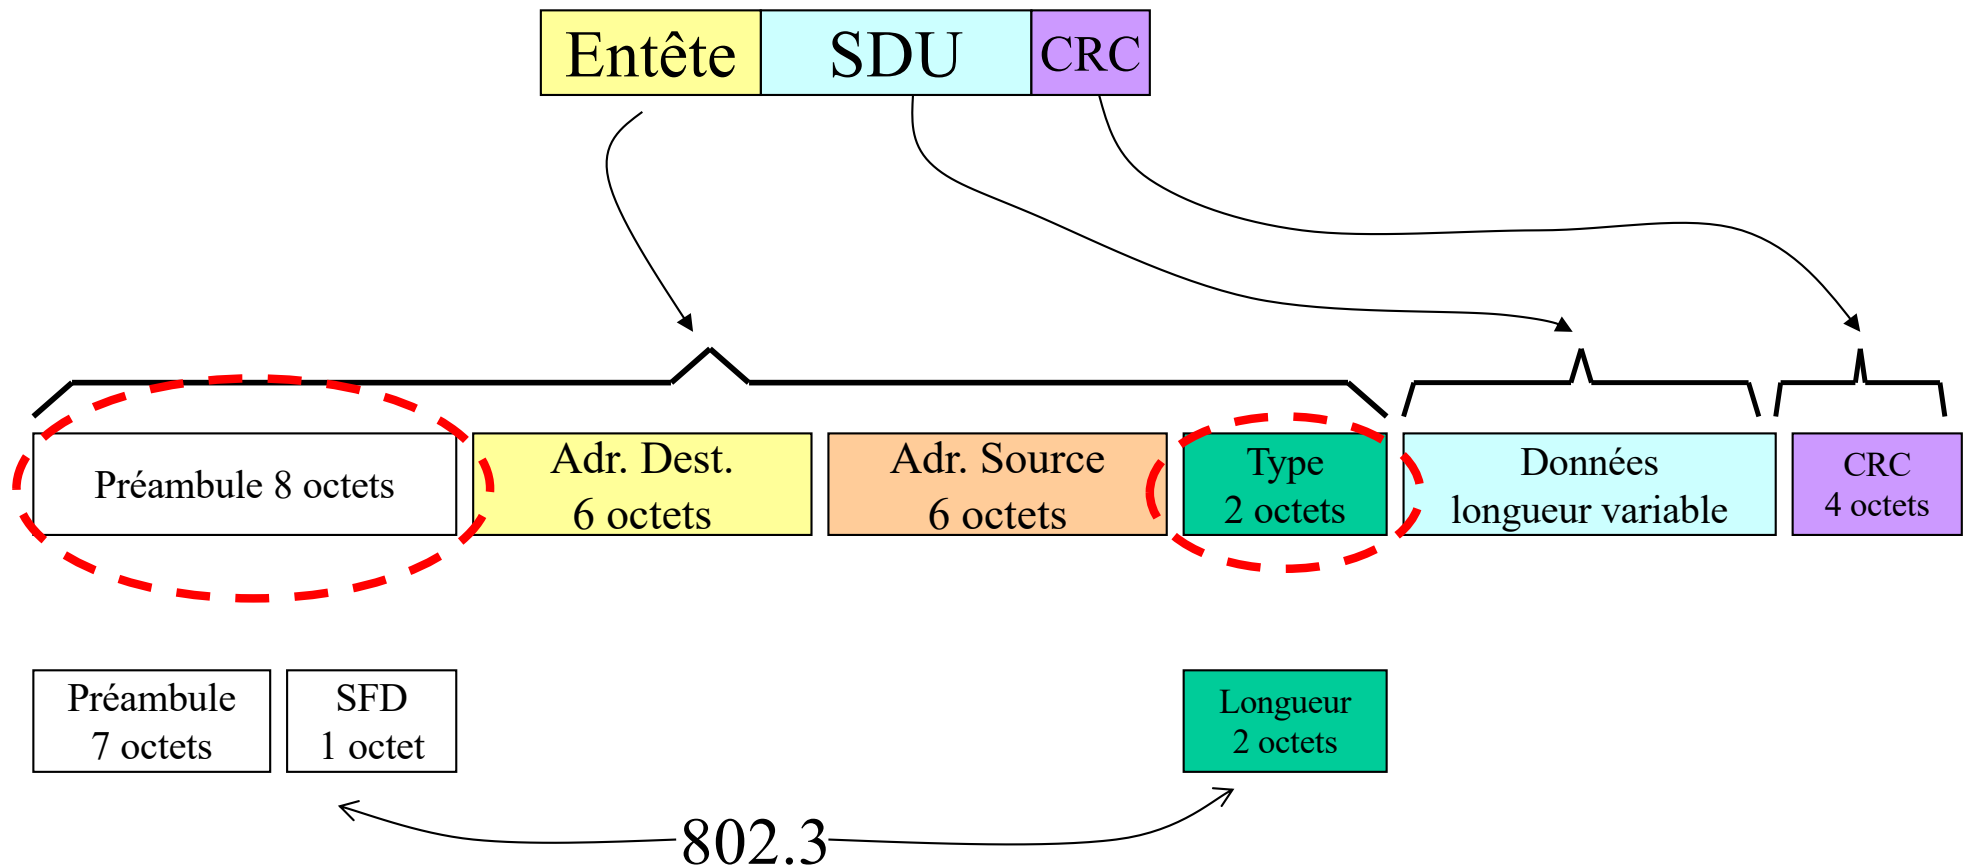 Entête
SDU
CRC
Préambule 8 octets
Adr. Dest.
6 octets
Adr. Source
6 octets
Type
2 octets
Données
longueur variable
CRC
4 octets
Préambule
7 octets
SFD
1 octet
Longueur
2 octets
802.3